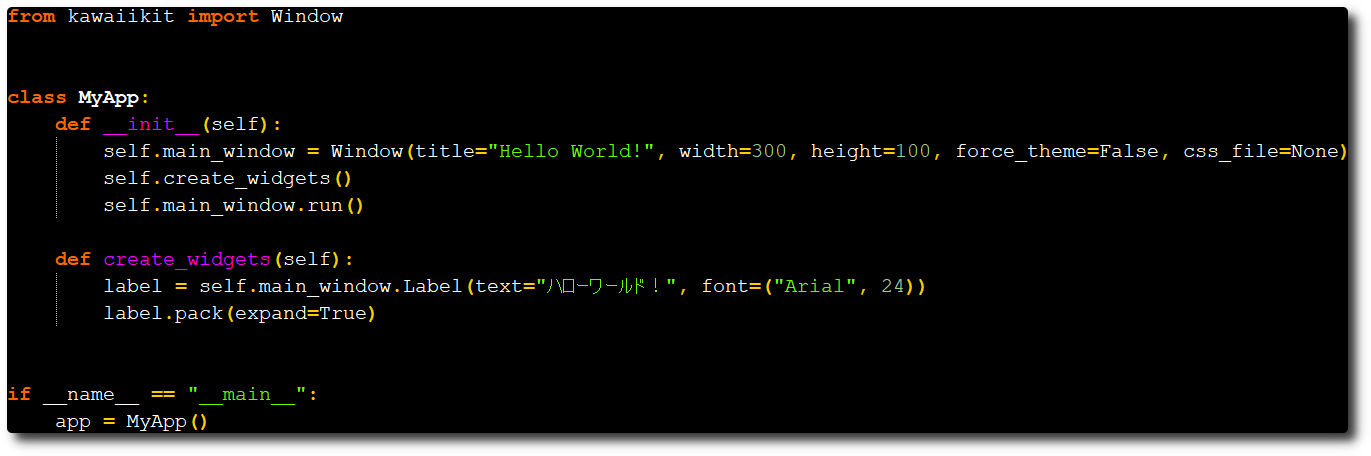 from kawaiikit import Window
class MyApp:
    def __init__(self):
        self.main_window = Window(title="Hello World!", width=300, height=100, force_theme=False, css_file=None)
        self.create_widgets()
        self.main_window.run()
    def create_widgets(self):
        label = self.main_window.Label(text="ハローワールド！", font=("Arial", 24))
        label.pack(expand=True)
if __name__ == "__main__":
    app = MyApp()